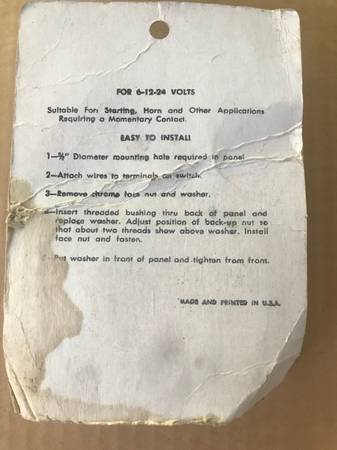 FOR 6-12-24 VOLTS
Suitable For: Starting, Horn and Other Applications
Requiring a Momentary Contact.
EASY TO INSTALL
1—⅝" Diameter mounting hole required in panel
2—Attach wires to terminals on switch.
3—Remove chrome face nut and washer.
—Insert threaded bushing thru back of panel and
replace washer. Adjust position of back-up nut so
that about two threads show above washer. Install
face nut and fasten.
Put washer in front of panel and tighten from front.
MADE AND PRINTED IN U.S.A.